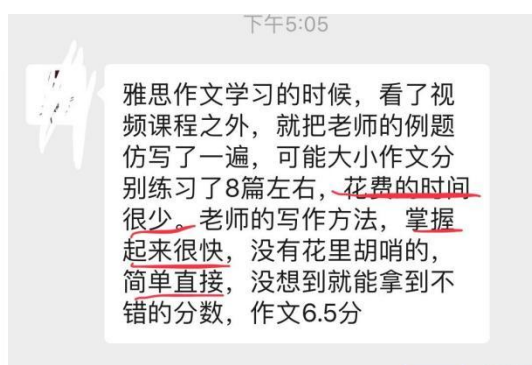 下午5:05
雅思作文学习的时候，看了视
频课程之外，就把老师的例题
仿写了一遍，可能大小作文分
别练习了8篇左右，花费的时间
很少。老师的写作方法，掌握
起来很快，没有花里胡哨的，
简单直接，没想到就能拿到不
错的分数，作文6.5分